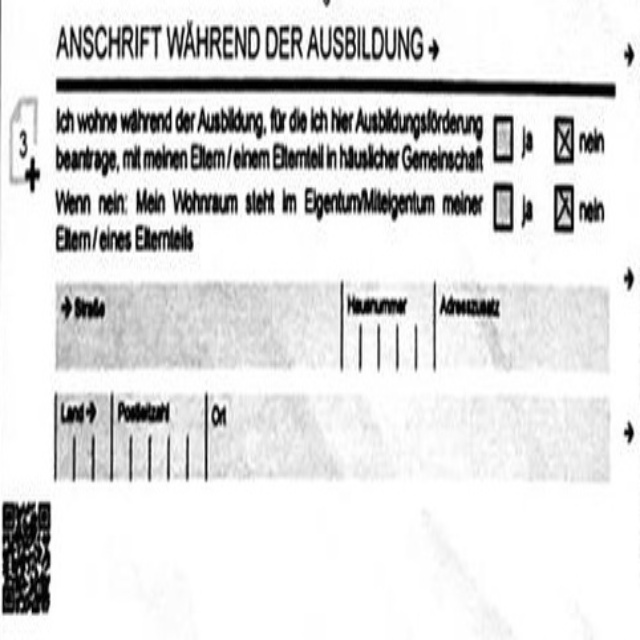 ANSCHRIFT WÄHREND DER AUSBILDUNG →
3
Ich wohne während der Ausbildung, für die ich hier Ausbildungsförderung
beantrage, mit meinen Eltern / einem Elternteil in häuslicher Gemeinschaft
ja
nein
Wenn nein: Mein Wohnraum steht im Eigentum/Miteigentum meiner
Eltern / eines Elternteils
ja
nein
→ Straße
Hausnummer
Adresszusatz
Land →
Postleitzahl
Ort